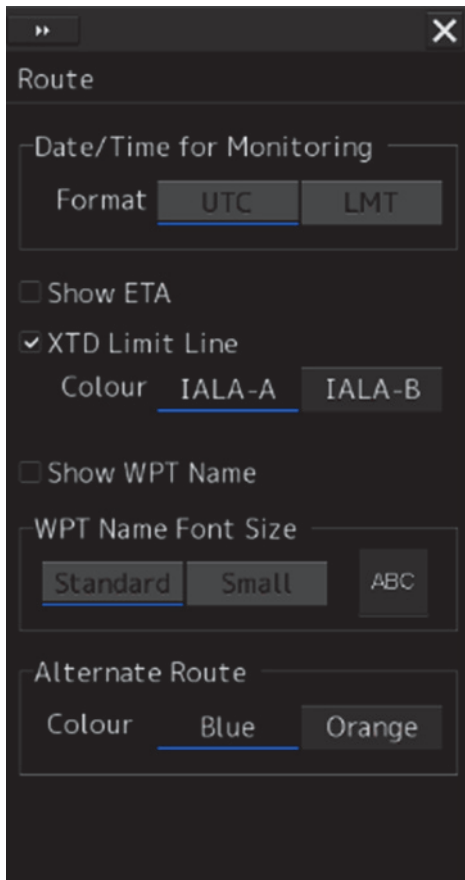 Route
Date/Time for Monitoring
Format UTC LMT
Show ETA
XTD Limit Line
Colour IALA-A IALA-B
Show WPT Name
WPT Name Font Size
Standard Small ABC
Alternate Route
Colour Blue Orange